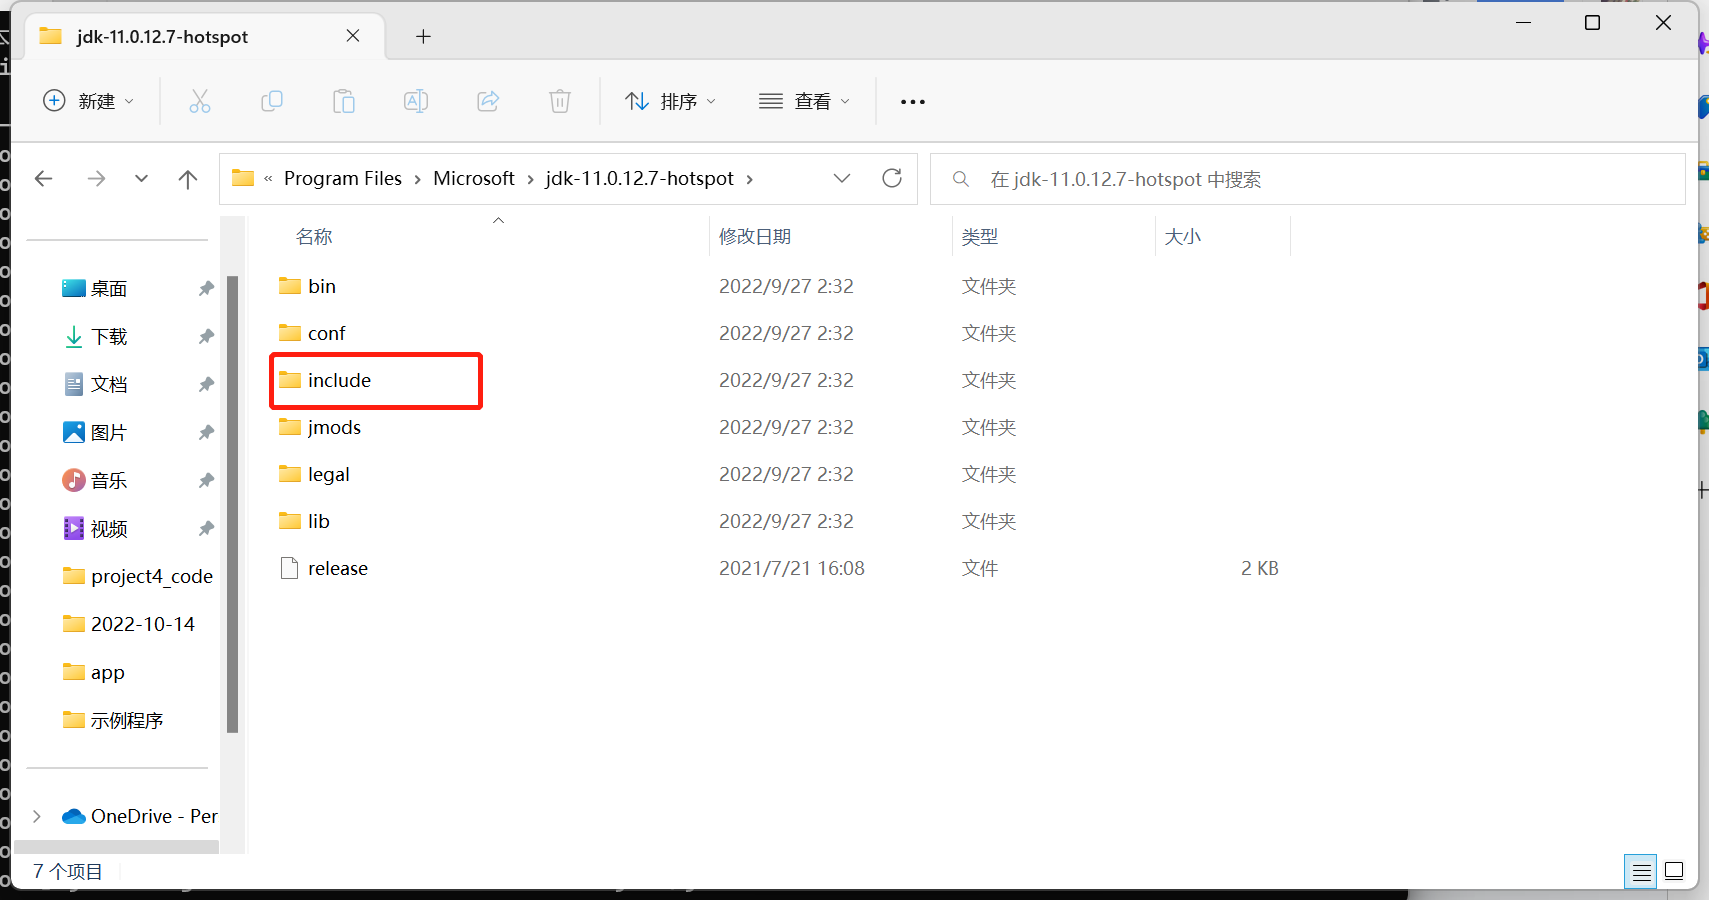 jdk-11.0.12.7-hotspot
新建
排序
查看
« Program Files › Microsoft › jdk-11.0.12.7-hotspot ›
在 jdk-11.0.12.7-hotspot 中搜索
名称 修改日期 类型 大小
bin 2022/9/27 2:32 文件夹
conf 2022/9/27 2:32 文件夹
include 2022/9/27 2:32 文件夹
jmods 2022/9/27 2:32 文件夹
legal 2022/9/27 2:32 文件夹
lib 2022/9/27 2:32 文件夹
release 2021/7/21 16:08 文件 2 KB
桌面
下载
文档
图片
音乐
视频
project4_code
2022-10-14
app
示例程序
OneDrive - Per
7 个项目